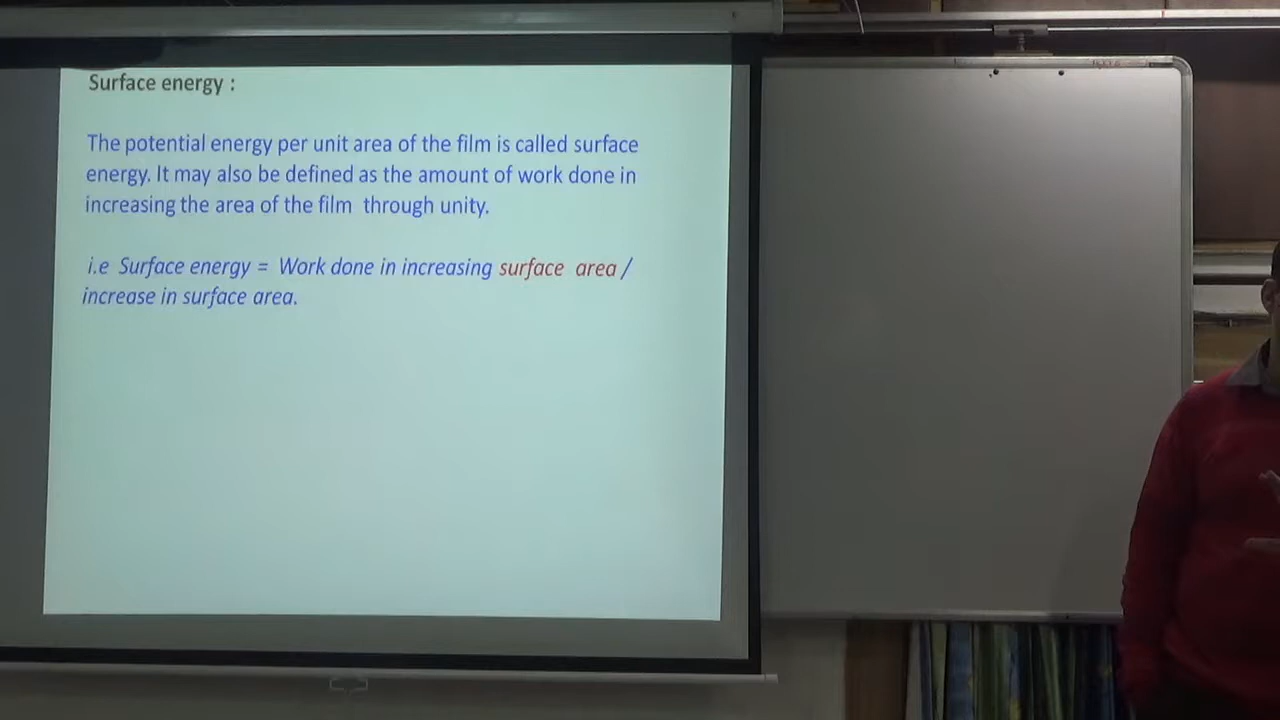 Surface energy :
The potential energy per unit area of the film is called surface
energy. It may also be defined as the amount of work done in
increasing the area of the film through unity.
i.e Surface energy = Work done in increasing surface area /
increase in surface area.